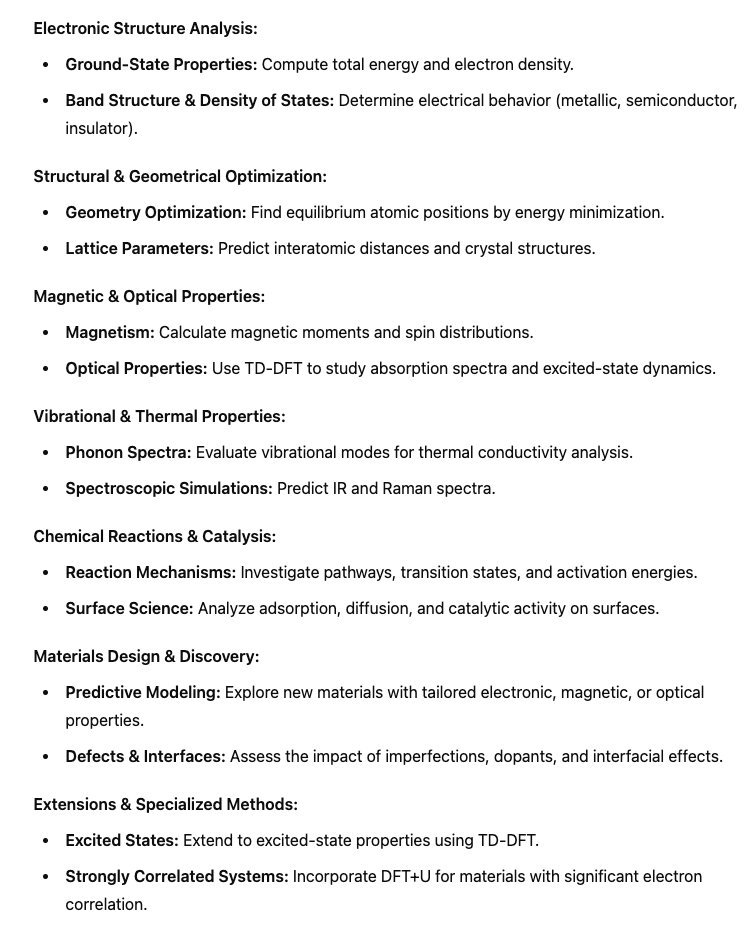 Electronic Structure Analysis:
• Ground-State Properties: Compute total energy and electron density.
• Band Structure & Density of States: Determine electrical behavior (metallic, semiconductor,
insulator).
Structural & Geometrical Optimization:
• Geometry Optimization: Find equilibrium atomic positions by energy minimization.
• Lattice Parameters: Predict interatomic distances and crystal structures.
Magnetic & Optical Properties:
• Magnetism: Calculate magnetic moments and spin distributions.
• Optical Properties: Use TD-DFT to study absorption spectra and excited-state dynamics.
Vibrational & Thermal Properties:
• Phonon Spectra: Evaluate vibrational modes for thermal conductivity analysis.
• Spectroscopic Simulations: Predict IR and Raman spectra.
Chemical Reactions & Catalysis:
• Reaction Mechanisms: Investigate pathways, transition states, and activation energies.
• Surface Science: Analyze adsorption, diffusion, and catalytic activity on surfaces.
Materials Design & Discovery:
• Predictive Modeling: Explore new materials with tailored electronic, magnetic, or optical
properties.
• Defects & Interfaces: Assess the impact of imperfections, dopants, and interfacial effects.
Extensions & Specialized Methods:
• Excited States: Extend to excited-state properties using TD-DFT.
• Strongly Correlated Systems: Incorporate DFT+U for materials with significant electron
correlation.